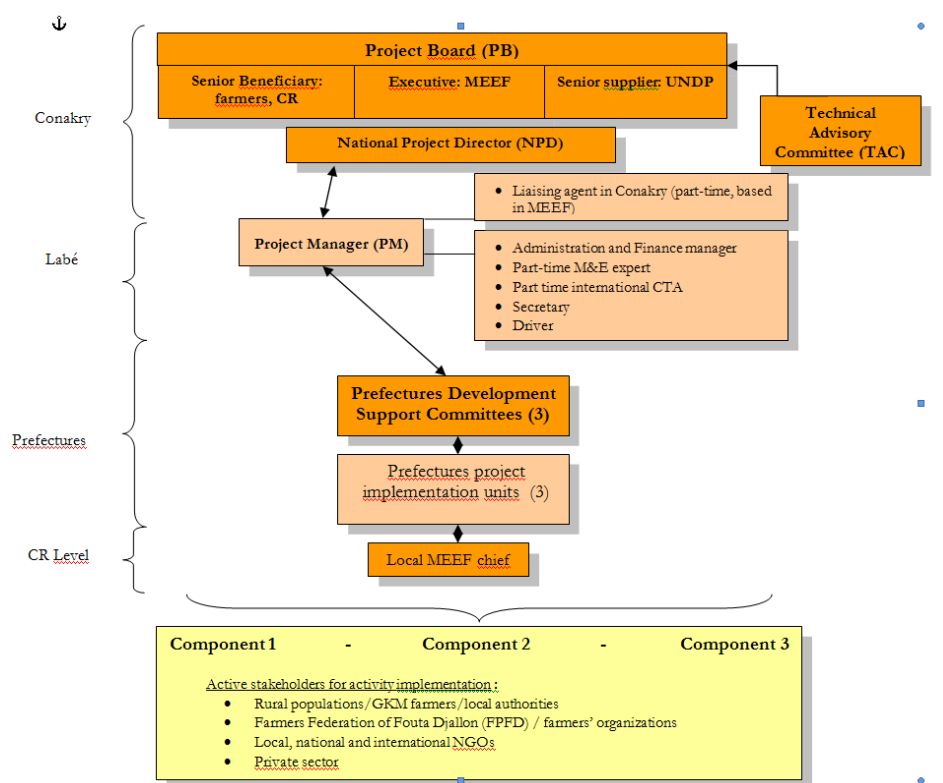 Project Board (PB)
Senior Beneficiary:
farmers, CR
Executive: MEEF
Senior supplier: UNDP
Technical
Advisory
Committee (TAC)
Conakry
National Project Director (NPD)
• Liaising agent in Conakry (part-time, based
in MEEF)
Labé
Project Manager (PM)
• Administration and Finance manager
• Part-time M&E expert
• Part time international CTA
• Secretary
• Driver
Prefectures
Prefectures Development
Support Committees (3)
Prefectures project
implementation units (3)
CR Level
Local MEEF chief
Component 1 - Component 2 - Component 3
Active stakeholders for activity implementation :
• Rural populations/GKM farmers/local authorities
• Farmers Federation of Fouta Djallon (FPFD) / farmers’ organizations
• Local, national and international NGOs
• Private sector